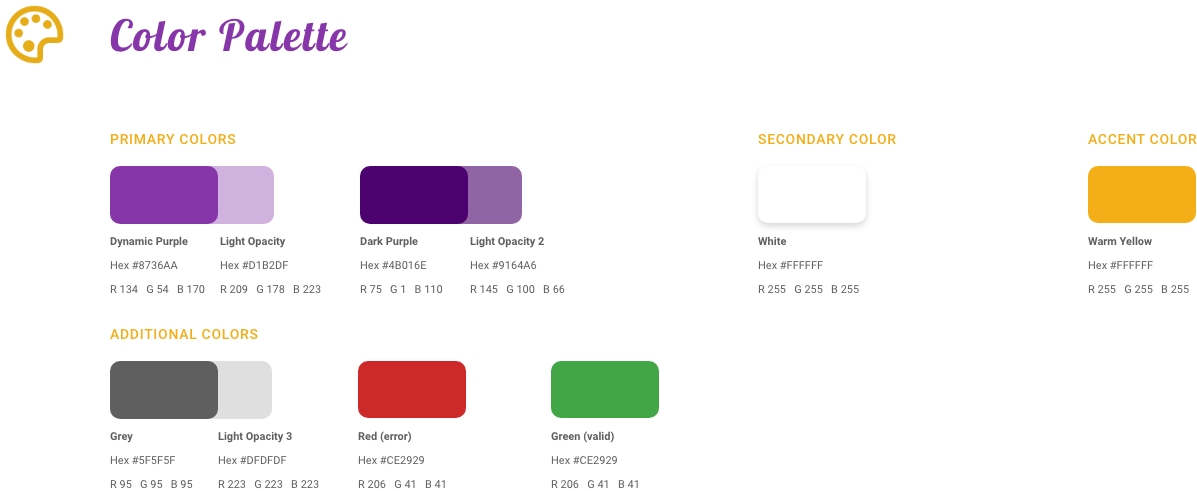 Color Palette
PRIMARY COLORS
Dynamic Purple Light Opacity
Hex #8736AA Hex #D1B2DF
R 134 G 54 B 170 R 209 G 178 B 223
Dark Purple Light Opacity 2
Hex #4B016E Hex #9164A6
R 75 G 1 B 110 R 145 G 100 B 66
SECONDARY COLOR
White
Hex #FFFFFF
R 255 G 255 B 255
ACCENT COLOR
Warm Yellow
Hex #FFFFFF
R 255 G 255 B 255
ADDITIONAL COLORS
Grey Light Opacity 3
Hex #5F5F5F Hex #DFDFDF
R 95 G 95 B 95 R 223 G 223 B 223
Red (error)
Hex #CE2929
R 206 G 41 B 41
Green (valid)
Hex #CE2929
R 206 G 41 B 41